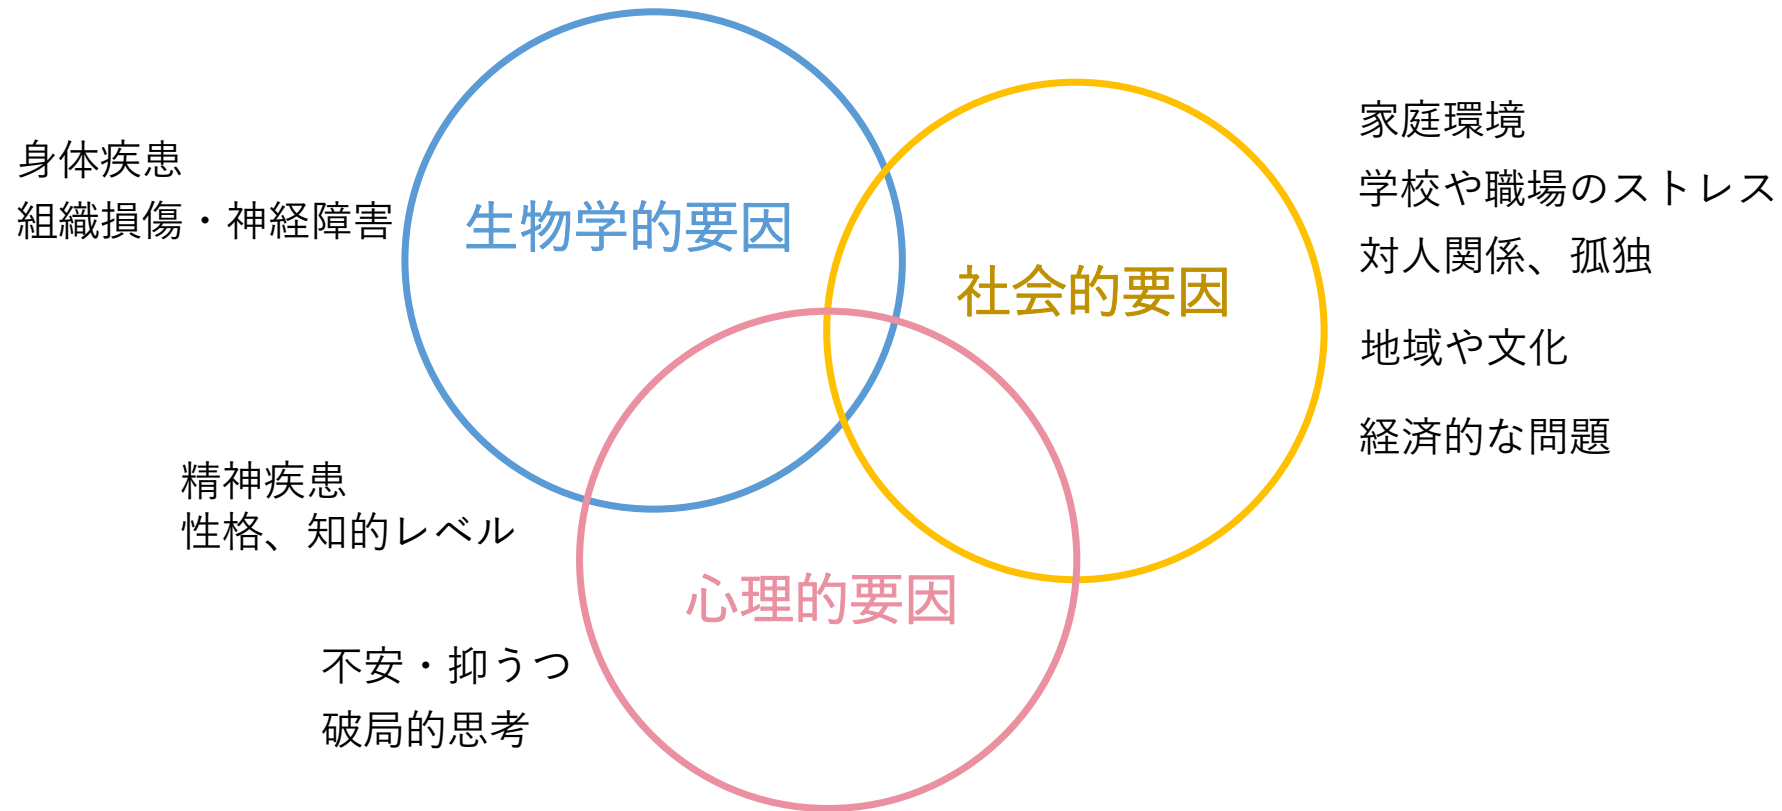 身体疾患
組織損傷・神経障害
生物学的要因
社会的要因
家庭環境
学校や職場のストレス
対人関係、孤独
地域や文化
経済的な問題
精神疾患
性格、知的レベル
心理的要因
不安・抑うつ
破局的思考